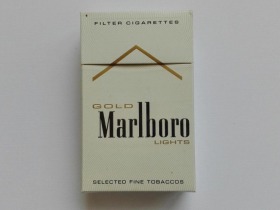 FILTER CIGARETTES
GOLD
Marlboro
LIGHTS
SELECTED FINE TOBACCOS